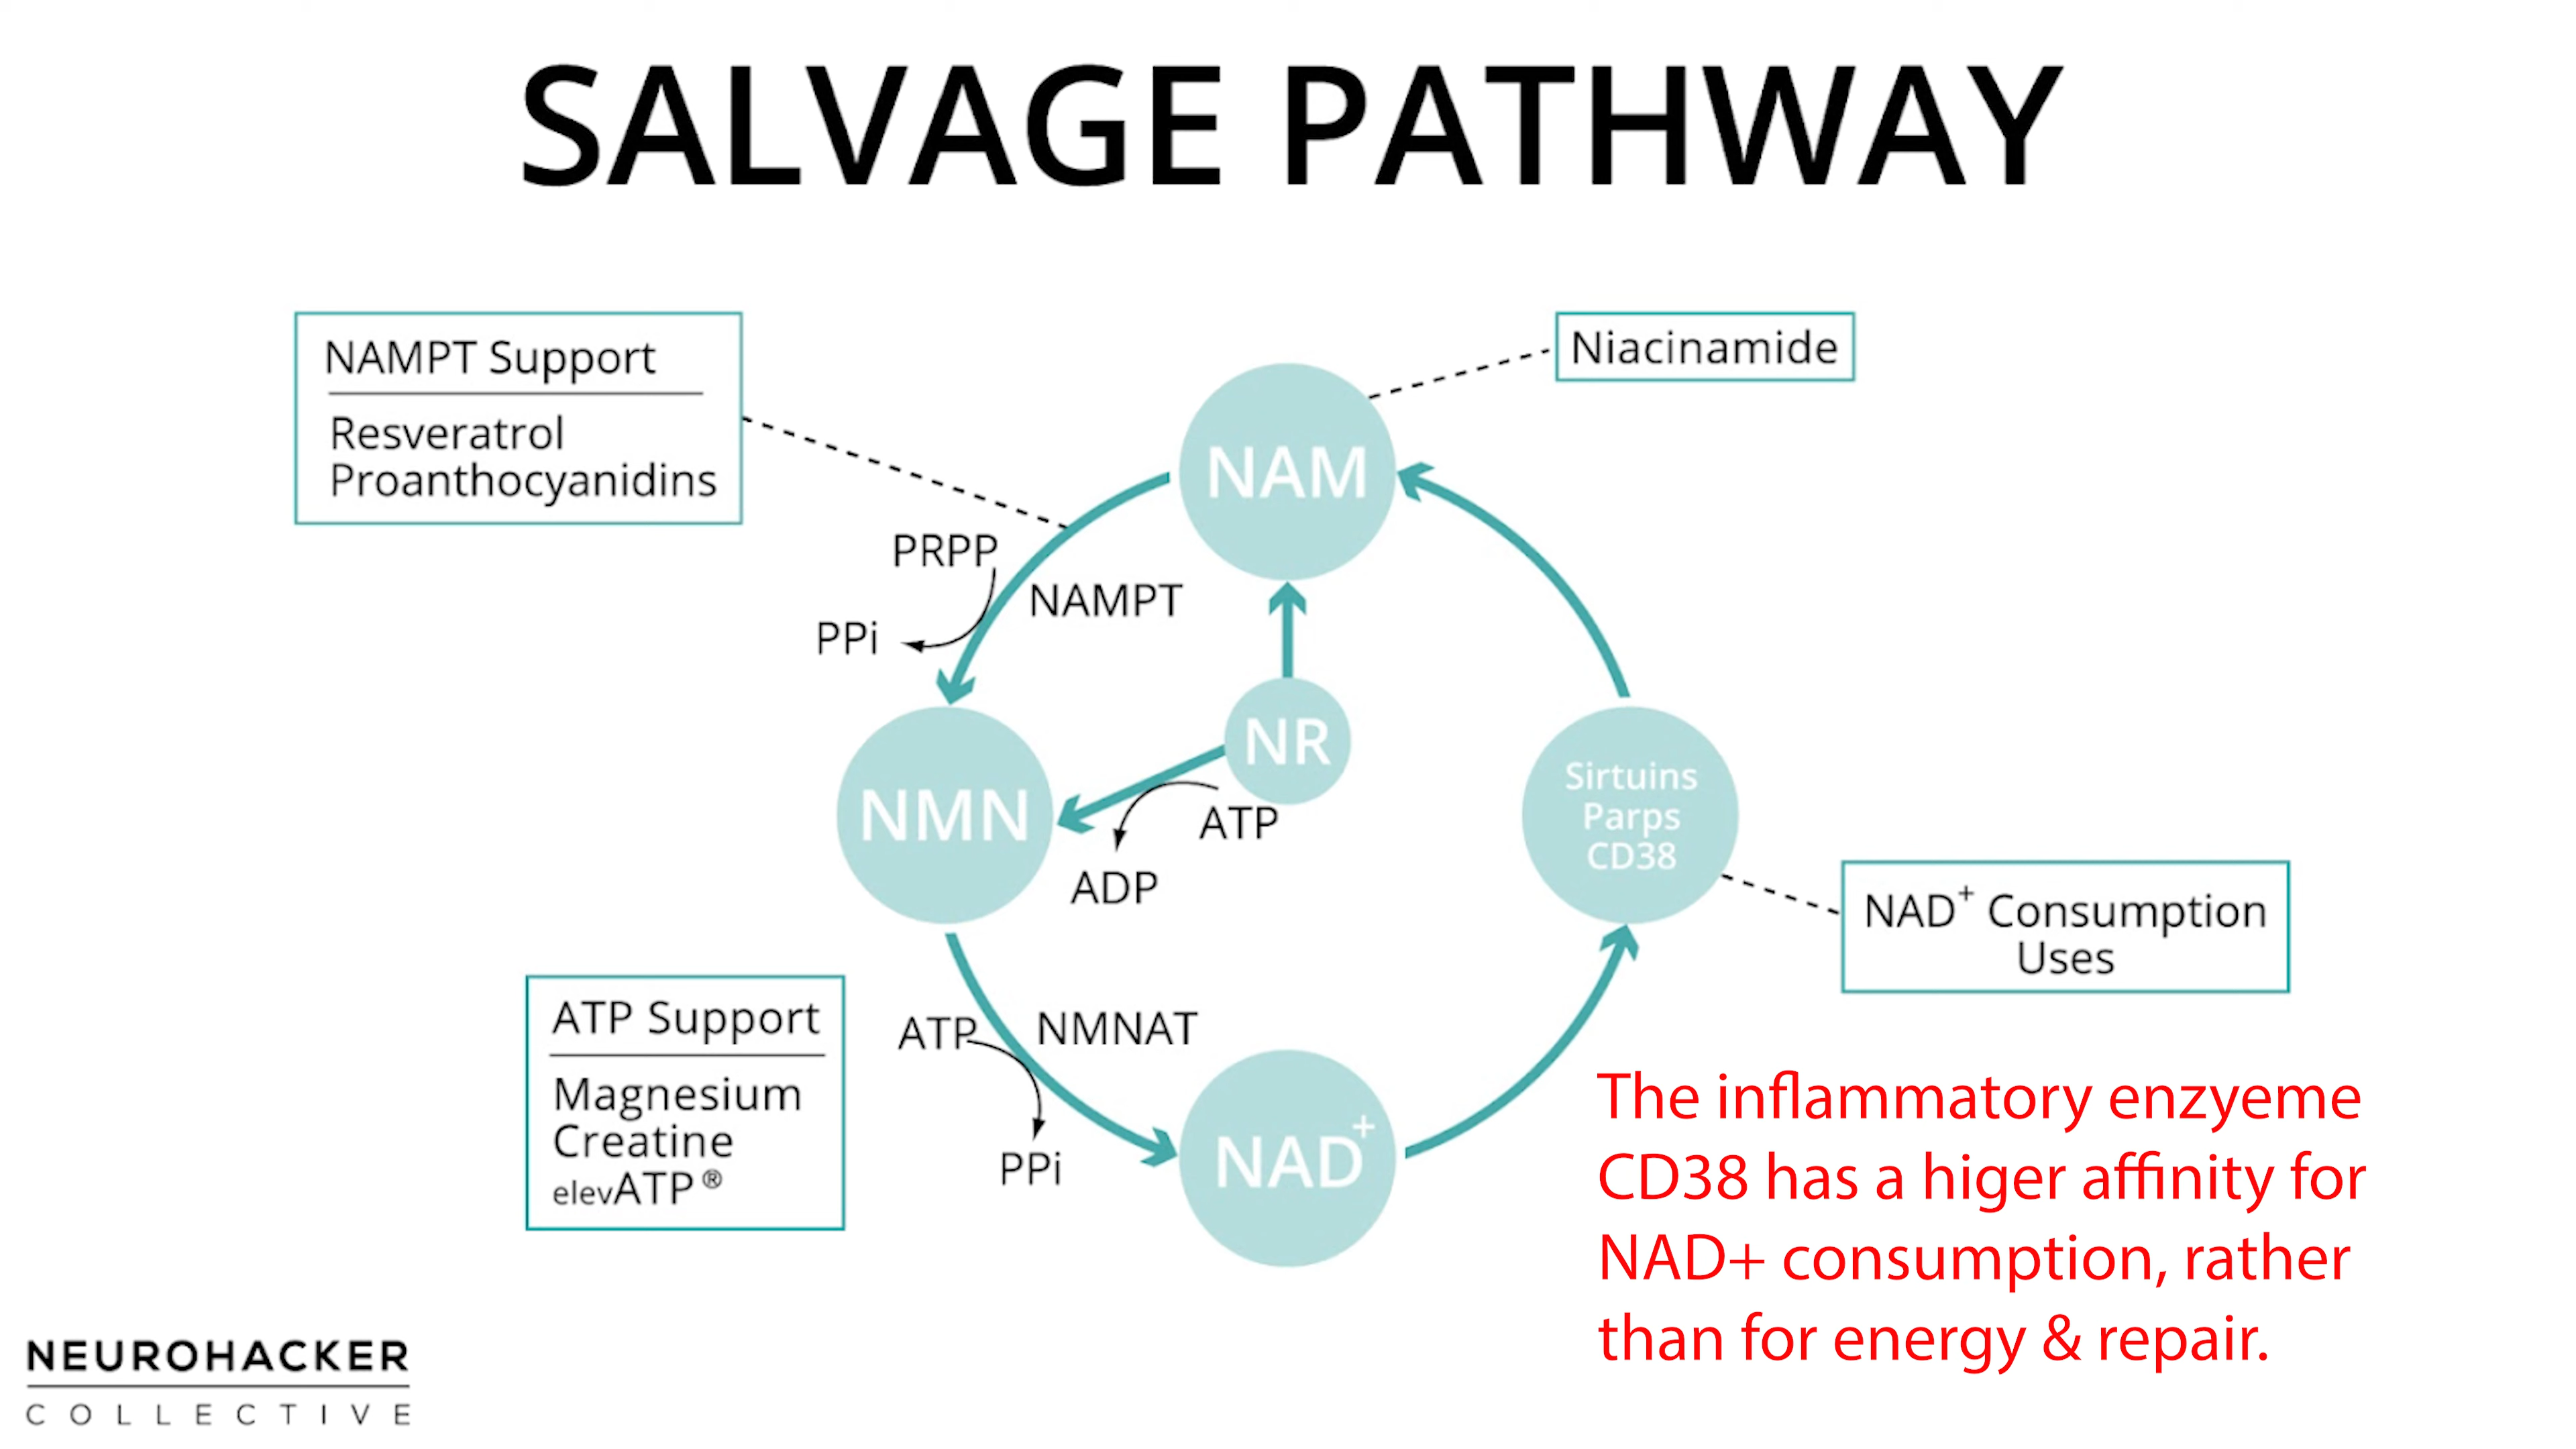 SALVAGE PATHWAY
NAMPT Support
Resveratrol
Proanthocyanidins
Niacinamide
NAM
PRPP
NAMPT
PPi
NR
NMN
ATP
ADP
Sirtuins
Parps
CD38
NAD+ Consumption
Uses
ATP Support
Magnesium
Creatine
elevATP®
ATP
NMNAT
PPi
NAD+
The inflammatory enzyeme
CD38 has a higer affinity for
NAD+ consumption, rather
than for energy & repair.
NEUROHACKER
COLLECTIVE